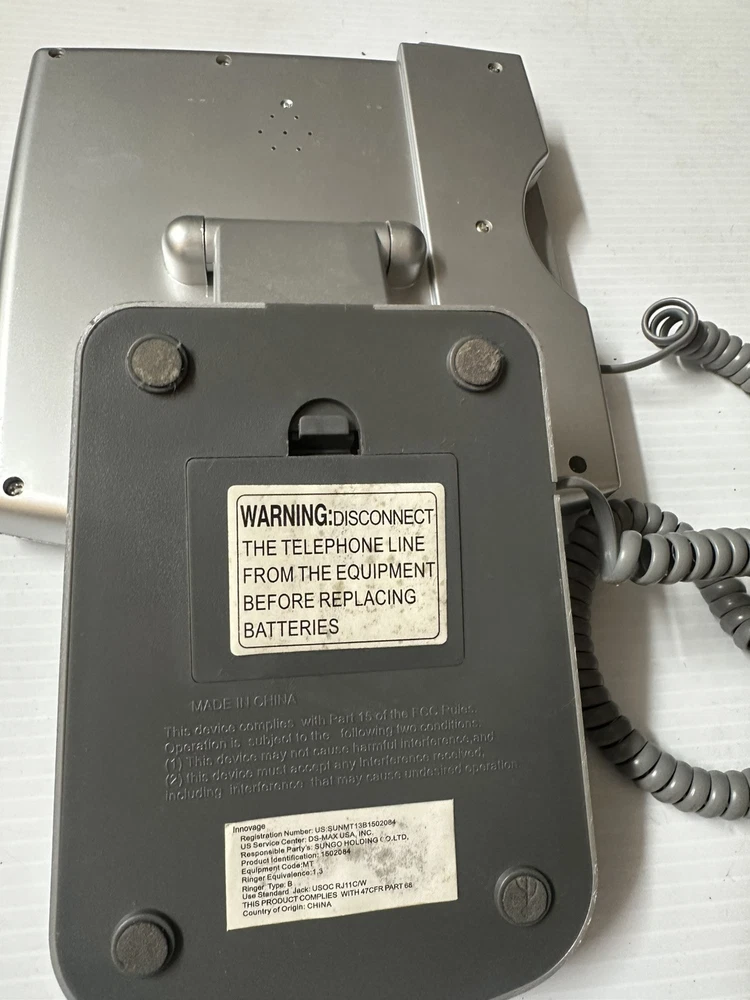 WARNING: DISCONNECT
THE TELEPHONE LINE
FROM THE EQUIPMENT
BEFORE REPLACING
BATTERIES
MADE IN CHINA
This device complies with Part 15 of the FCC Rules.
Operation is subject to the following two conditions:
(1) This device may not cause harmful interference,and
(2) this device must accept any interference received,
including interference that may cause undesired operation
Innovage
Registration Number: US:SUNMT13B1502084
US Service Center: DS-MAX USA, INC.
Responsible Party's: SUNGO HOLDING CO.LTD,
Product Identification: 1502084
Equipment Code:MT
Ringer Equivalence:1.3
Ringer Type: B
Use Standard Jack: USOC RJ11C/W
THIS PRODUCT COMPLIES WITH 47CFR PART 68
Country of Origin: CHINA